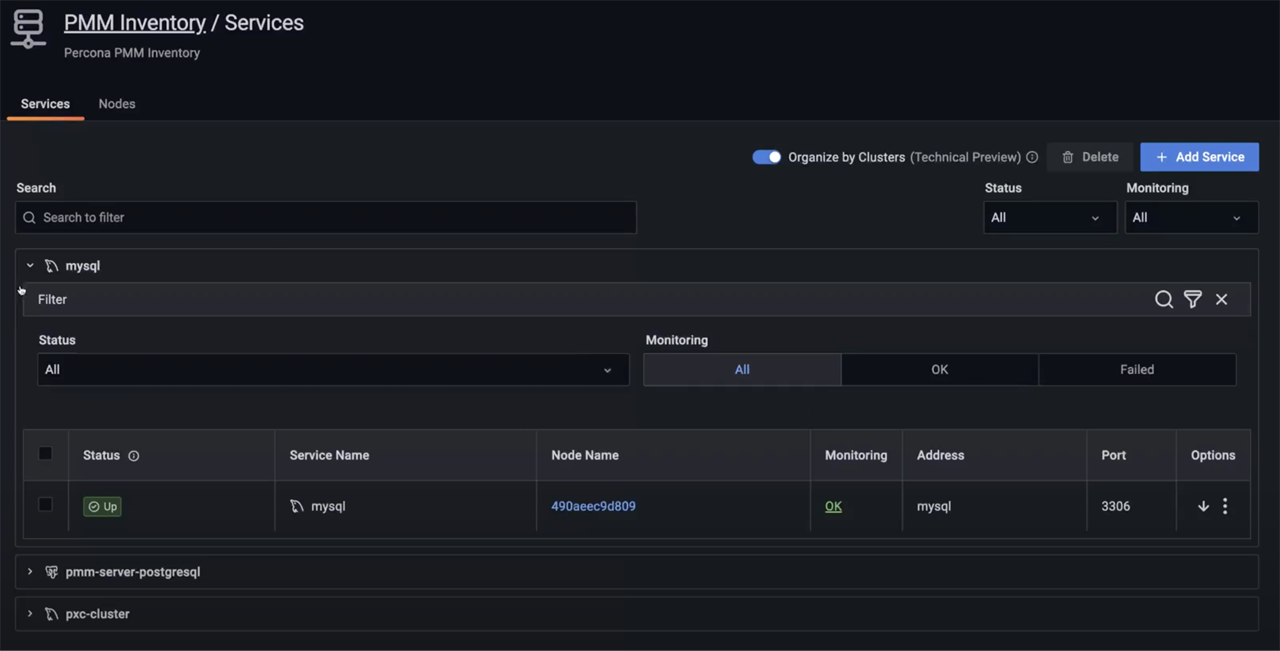 PMM Inventory / Services
Percona PMM Inventory
Services Nodes
Organize by Clusters (Technical Preview) Delete + Add Service
Search Status Monitoring
Search to filter All All
mysql
Filter
Status Monitoring
All All OK Failed
Status Service Name Node Name Monitoring Address Port Options
Up mysql 490aeec9d809 OK mysql 3306
pmm-server-postgresql
pxc-cluster